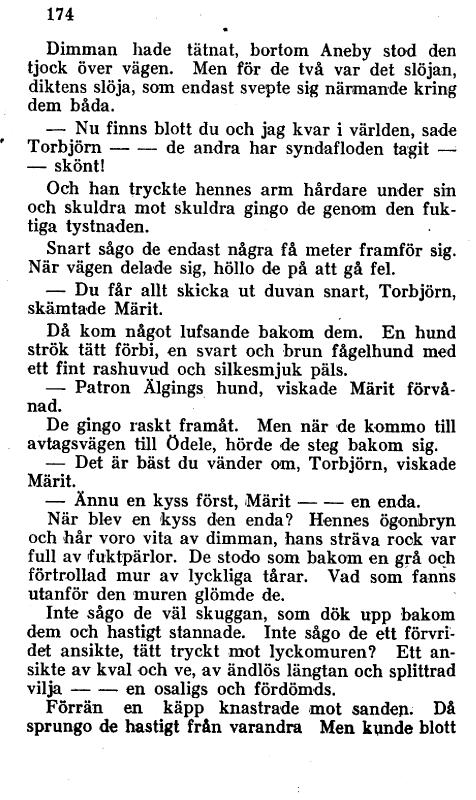 174
Dimman hade tätnat, bortom Aneby stod den
tjock över vägen. Men för de två var det slöjan,
diktens slöja, som endast svepte sig närmande kring
dem båda.
— Nu finns blott du och jag kvar i världen, sade
Torbjörn — — de andra har syndafloden tagit —
— skönt!
Och han tryckte hennes arm hårdare under sin
och skuldra mot skuldra gingo de genom den fuk-
tiga tystnaden.
Snart sågo de endast några få meter framför sig.
När vägen delade sig, höllo de på att gå fel.
— Du får allt skicka ut duvan snart, Torbjörn,
skämtade Märit.
Då kom något lufsande bakom dem. En hund
strök tätt förbi, en svart och brun fågelhund med
ett fint rashuvud och silkesmjuk päls.
— Patron Älgings hund, viskade Märit förvå-
nad.
De gingo raskt framåt. Men när de kommo till
avtagsvägen till Ödele, hörde de steg bakom sig.
— Det är bäst du vänder om, Torbjörn, viskade
Märit.
— Ännu en kyss först, Märit — — en enda.
När blev en kyss den enda? Hennes ögonbryn
och hår voro vita av dimman, hans sträva rock var
full av fuktpärlor. De stodo som bakom en grå och
förtrollad mur av lyckliga tårar. Vad som fanns
utanför den muren glömde de.
Inte sågo de väl skuggan, som dök upp bakom
dem och hastigt stannade. Inte sågo de ett förvri-
det ansikte, tätt tryckt mot lyckomuren? Ett an-
sikte av kval och ve, av ändlös längtan och splittrad
vilja — — en osaligs och fördömds.
Förrän en käpp knastrade mot sanden. Då
sprungo de hastigt från varandra Men kunde blott